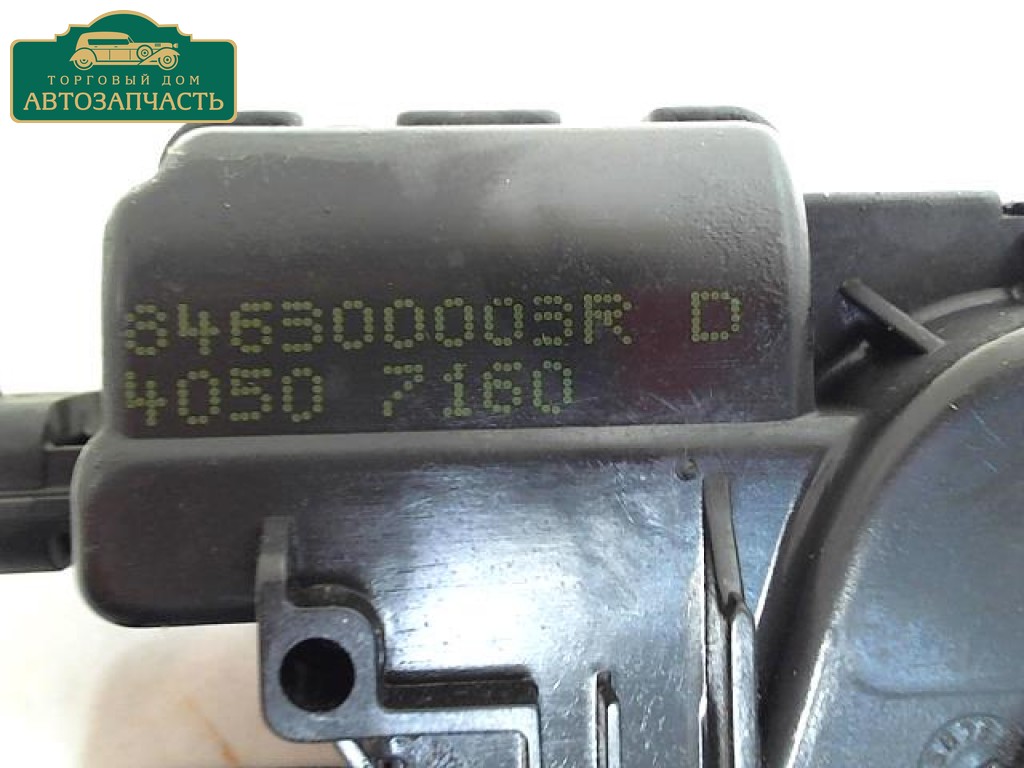 ТОРГОВЫЙ ДОМ
АВТОЗАПЧАСТЬ
846300003R D
4050 7160